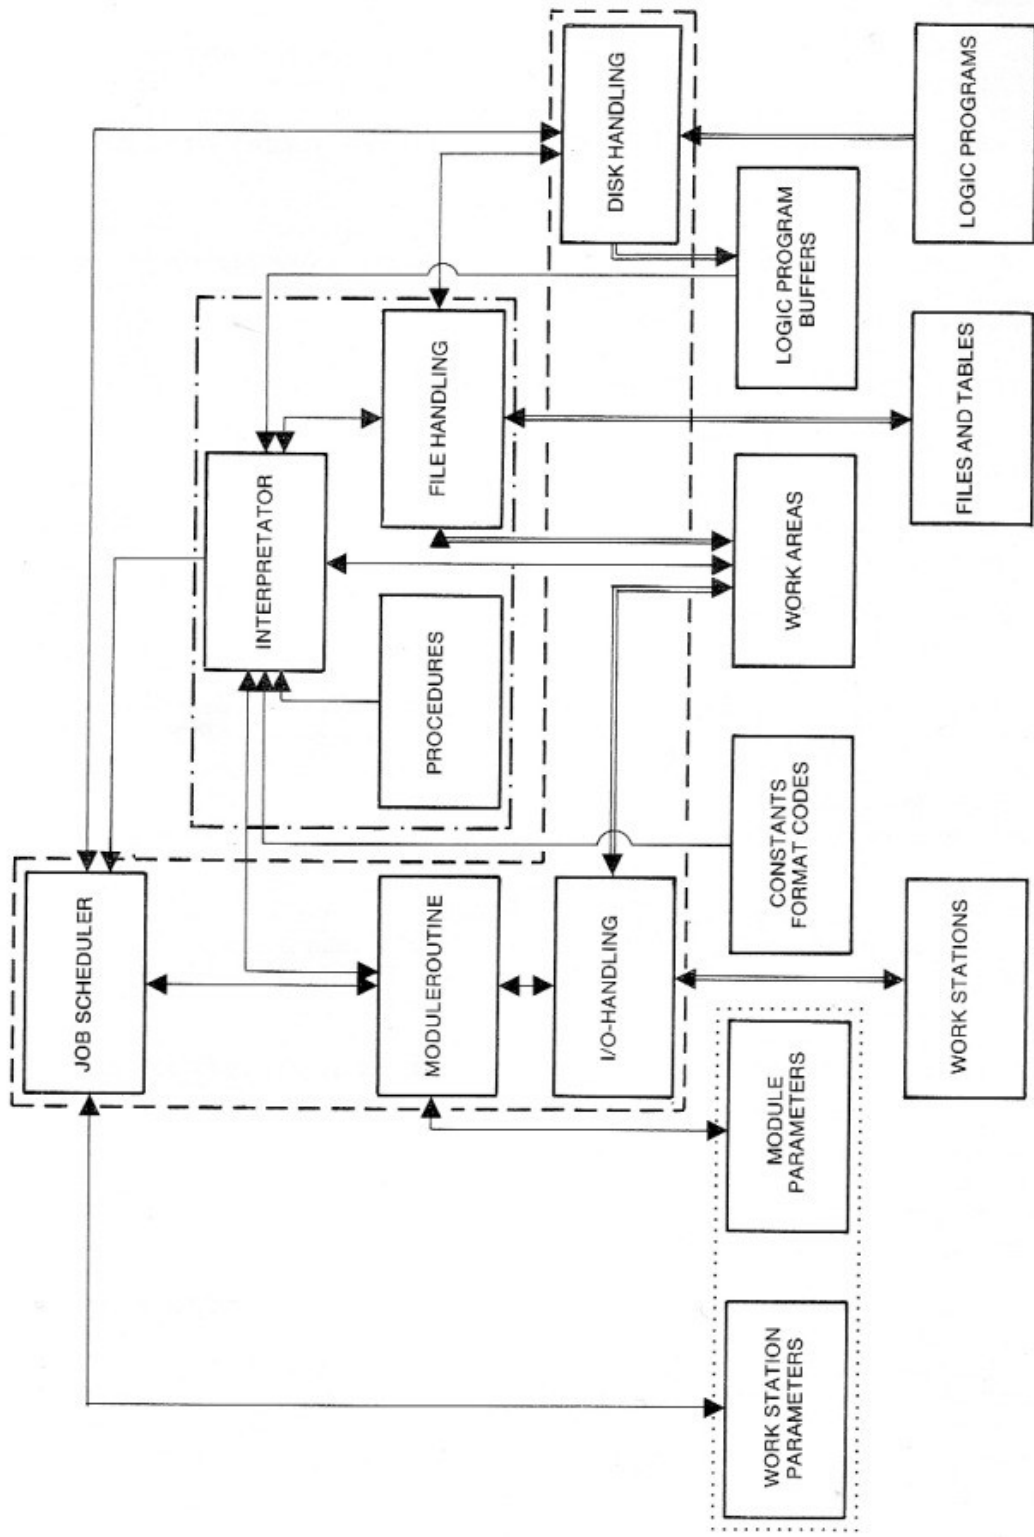 JOB SCHEDULER
INTERPRETATOR
MODULEROUTINE
PROCEDURES
FILE HANDLING
I/O-HANDLING
DISK HANDLING
WORK STATION
PARAMETERS
MODULE
PARAMETERS
CONSTANTS
FORMAT CODES
WORK AREAS
LOGIC PROGRAM
BUFFERS
WORK STATIONS
FILES AND TABLES
LOGIC PROGRAMS